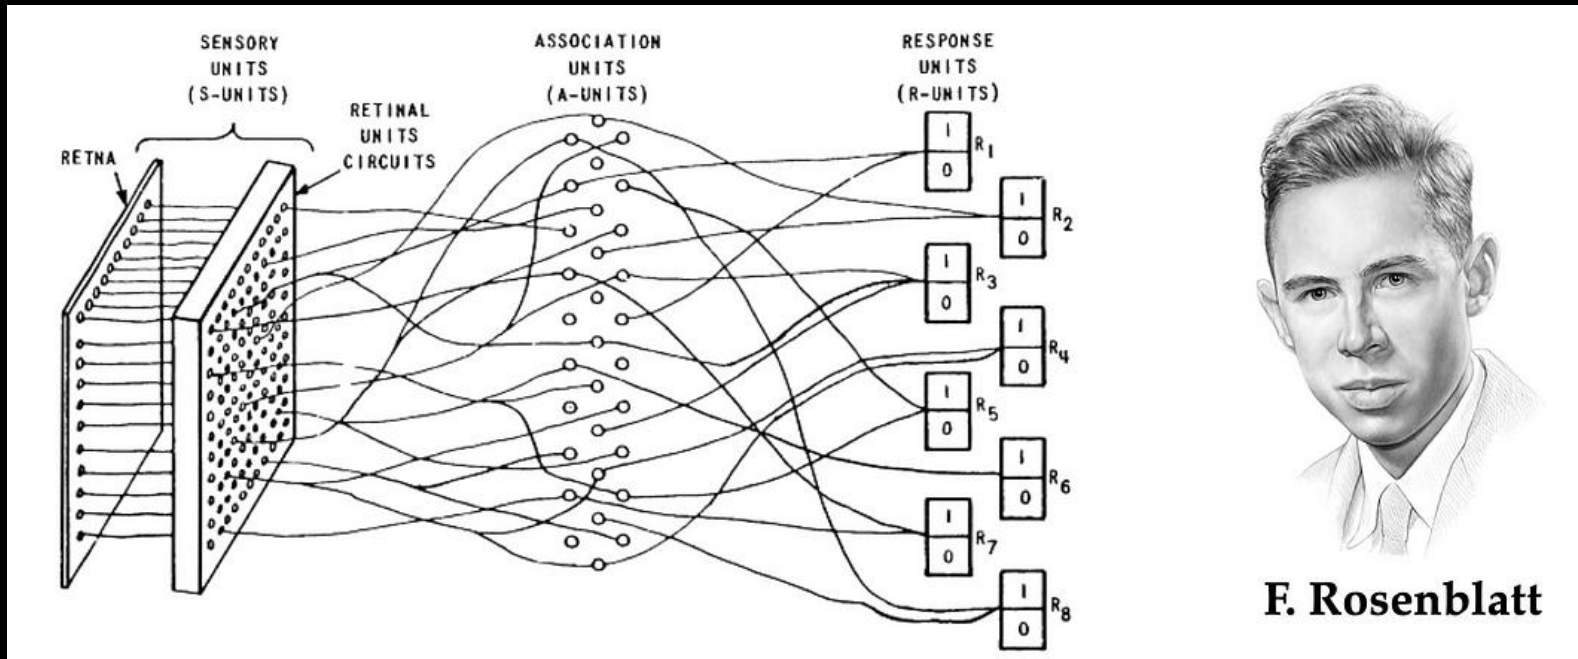 SENSORY
UNITS
(S-UNITS)
ASSOCIATION
UNITS
(A-UNITS)
RESPONSE
UNITS
(R-UNITS)
RETINAL
UNITS
CIRCUITS
RETNA
1
0
R1
1
0
R2
1
0
R3
1
0
R4
1
0
R5
1
0
R6
1
0
R7
1
0
R8
F. Rosenblatt